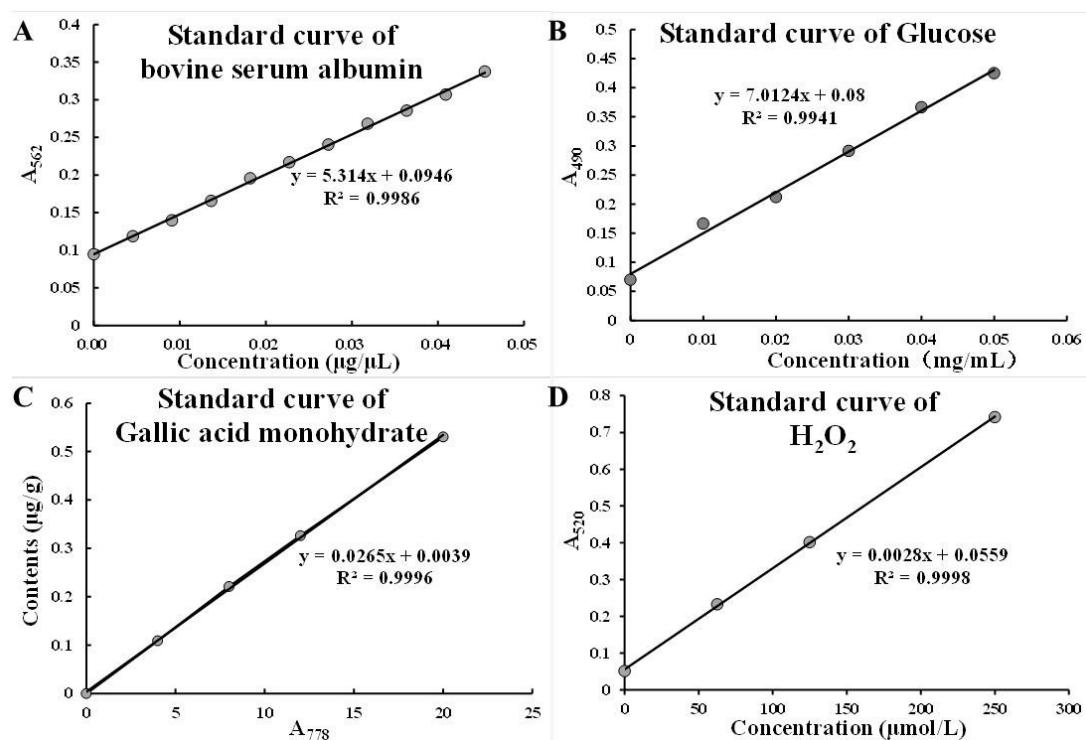 A
Standard curve of
bovine serum albumin
A₅₆₂
0.4
0.35
0.3
0.25
0.2
0.15
0.1
0.05
0
y = 5.314x + 0.0946
R² = 0.9986
0.00 0.01 0.02 0.03 0.04 0.05
Concentration (μg/μL)
B
Standard curve of Glucose
A₄₉₀
0.5
0.45
0.4
0.35
0.3
0.25
0.2
0.15
0.1
0.05
0
y = 7.0124x + 0.08
R² = 0.9941
0 0.01 0.02 0.03 0.04 0.05 0.06
Concentration（mg/mL）
C
Standard curve of
Gallic acid monohydrate
Contents (μg/g)
0.6
0.5
0.4
0.3
0.2
0.1
0
y = 0.0265x + 0.0039
R² = 0.9996
0 5 10 15 20 25
A₇₇₈
D
Standard curve of
H₂O₂
A₅₂₀
0.8
0.7
0.6
0.5
0.4
0.3
0.2
0.1
0
y = 0.0028x + 0.0559
R² = 0.9998
0 50 100 150 200 250 300
Concentration (μmol/L)